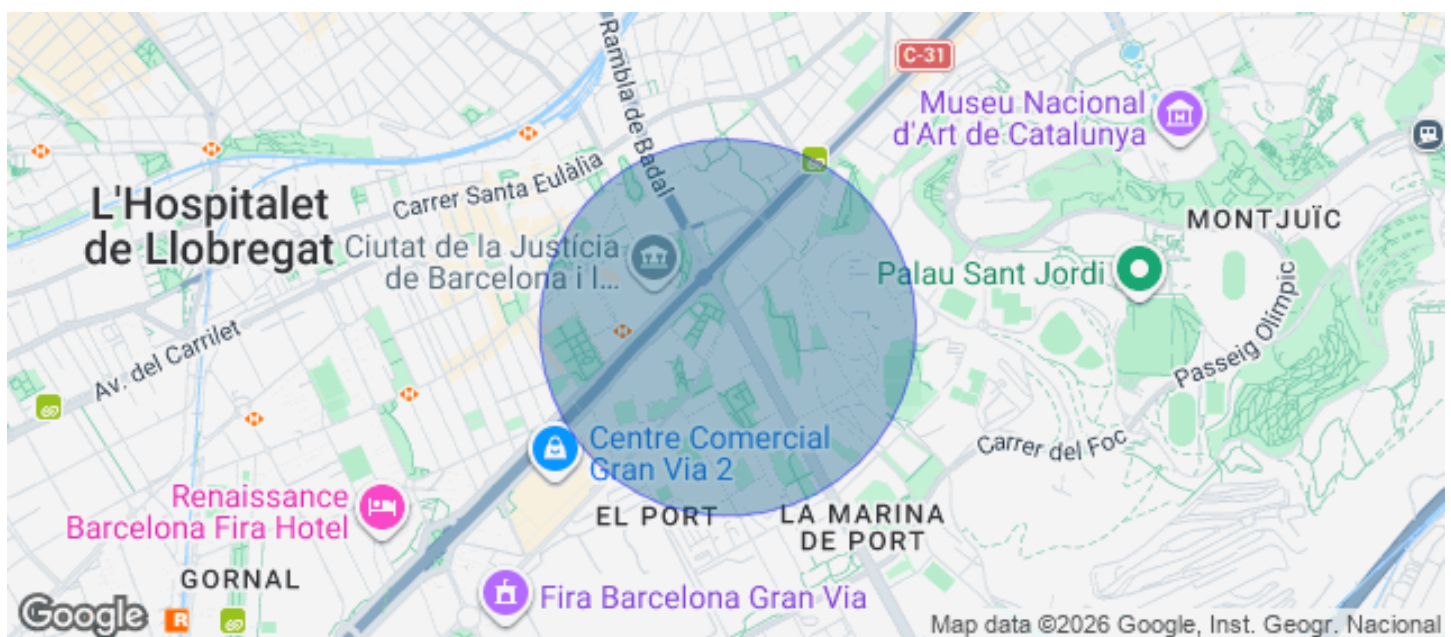 C-31
Rambla de Badal
Museu Nacional
d'Art de Catalunya
Carrer Santa Eulàlia
L'Hospitalet
de Llobregat
Ciutat de la Justícia
de Barcelona i l...
MONTJUÏC
Palau Sant Jordi
Av. del Carrilet
Passeig Olímpic
Centre Comercial
Gran Via 2
Carrer del Foc
Renaissance
Barcelona Fira Hotel
EL PORT
LA MARINA
DE PORT
GORNAL
Fira Barcelona Gran Via
Google
R
Map data ©2026 Google, Inst. Geogr. Nacional